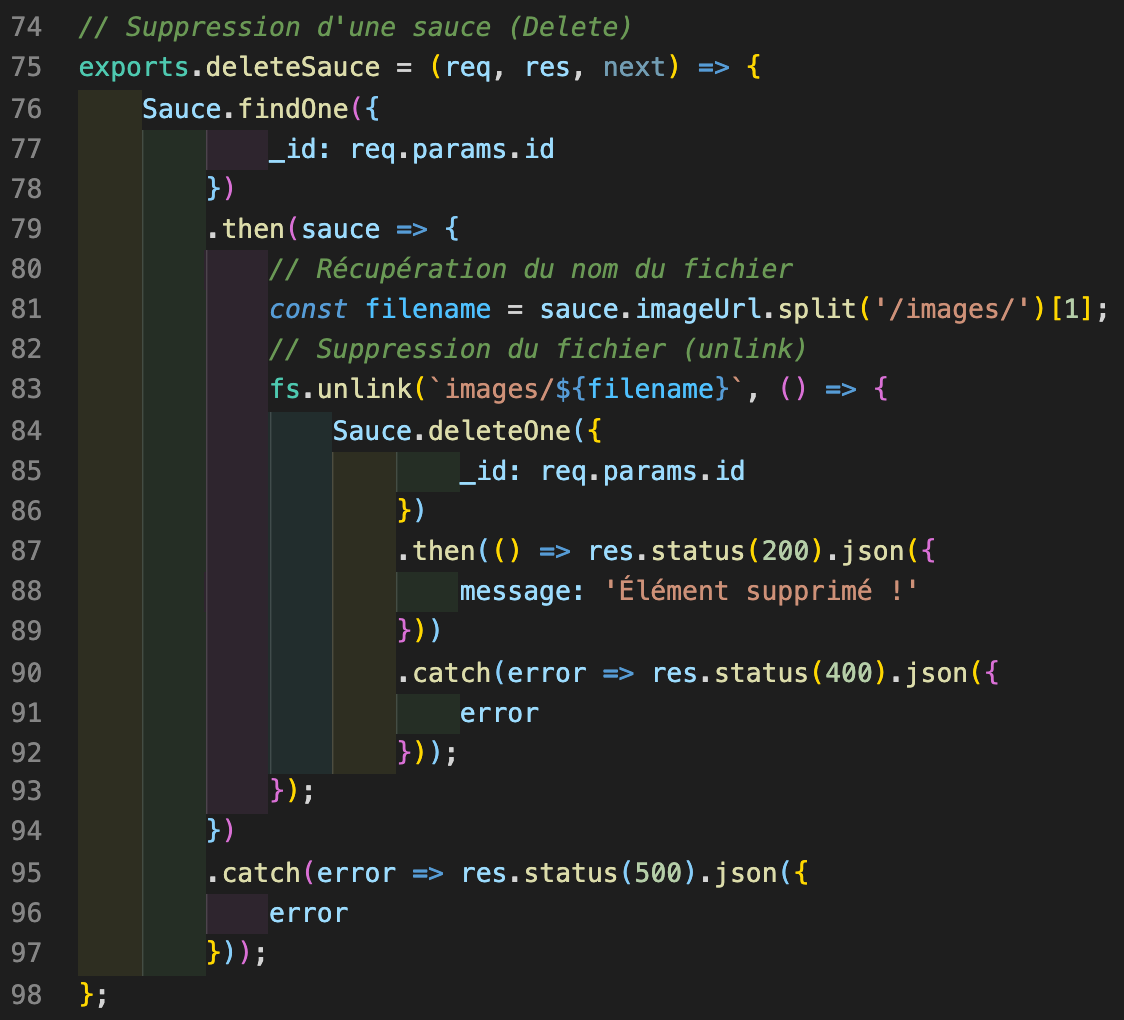 74 // Suppression d'une sauce (Delete)
75 exports.deleteSauce = (req, res, next) => {
76 Sauce.findOne({
77 _id: req.params.id
78 })
79 .then(sauce => {
80 // Récupération du nom du fichier
81 const filename = sauce.imageUrl.split('/images/')[1];
82 // Suppression du fichier (unlink)
83 fs.unlink(`images/${filename}`, () => {
84 Sauce.deleteOne({
85 _id: req.params.id
86 })
87 .then(() => res.status(200).json({
88 message: 'Élément supprimé !'
89 }))
90 .catch(error => res.status(400).json({
91 error
92 }));
93 });
94 })
95 .catch(error => res.status(500).json({
96 error
97 }));
98 };